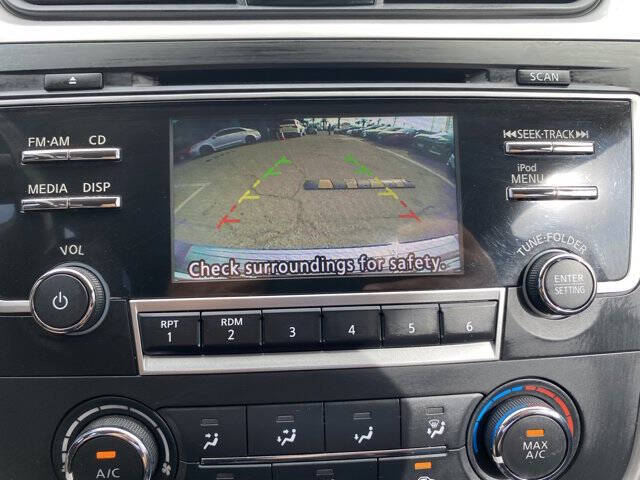 SCAN
FM·AM CD
SEEK·TRACK
iPod
MEDIA DISP
MENU
VOL
TUNE·FOLDER
ENTER
SETTING
Check surroundings for safety.
RPT
1
RDM
2
3
4
5
6
A/C
MAX
A/C